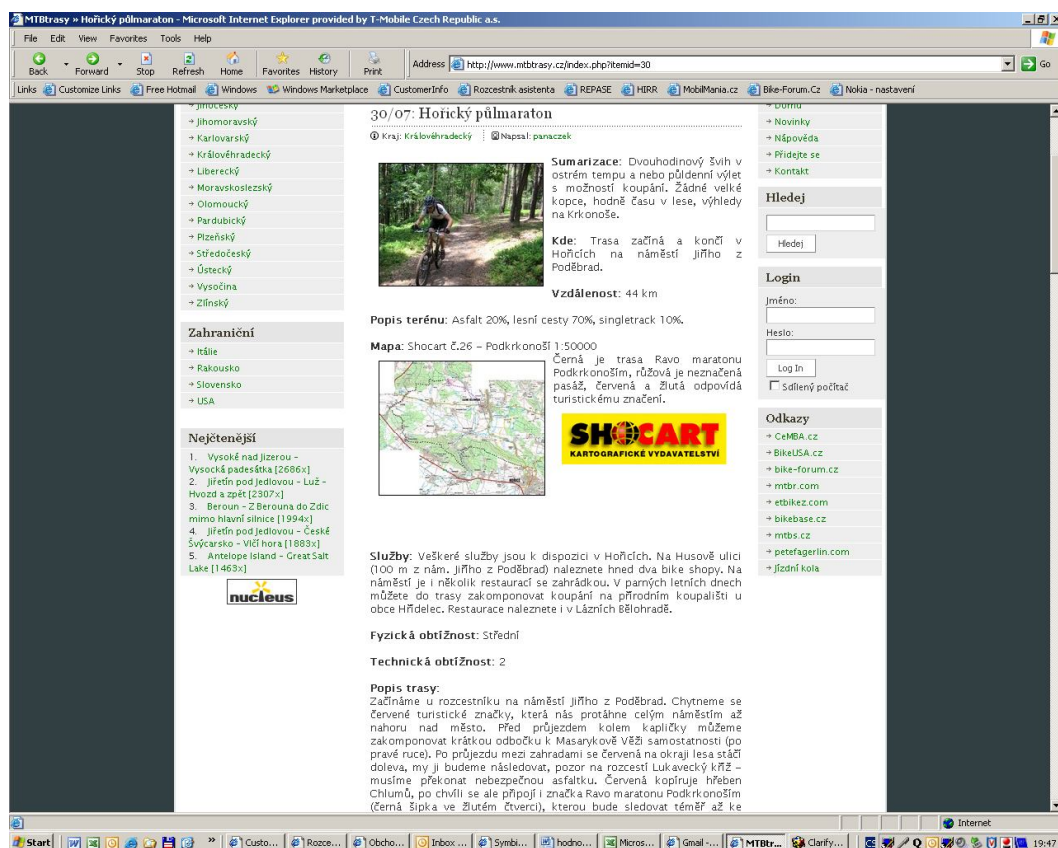 MTBtrasy » Hořický půlmaraton - Microsoft Internet Explorer provided by T-Mobile Czech Republic a.s.
File Edit View Favorites Tools Help
Back Forward Stop Refresh Home Favorites History Print Address http://www.mtbtrasy.cz/index.php?itemid=30 Go
Links Customize Links Free Hotmail Windows Windows Marketplace CustomerInfo Rozcestník asistenta REPASE HIRR MobilMania.cz Bike-Forum.Cz Nokia - nastavení
Jihočeský
Jihomoravský
Karlovarský
Královéhradecký
Liberecký
Moravskoslezský
Olomoucký
Pardubický
Plzeňský
Středočeský
Ústecký
Vysočina
Zlínský
Zahraniční
Itálie
Rakousko
Slovensko
USA
Nejčtenější
1. Vysoké nad Jizerou -
Vysocká padesátka [2686x]
2. Jiřetín pod Jedlovou - Luž -
Hvozd a zpět [2307x]
3. Beroun - Z Berouna do Zdic
mimo hlavní silnice [1994x]
4. Jiřetín pod Jedlovou - České
Švýcarsko - Vlčí hora [1883x]
5. Antelope Island - Great Salt
Lake [1463x]
nucleus
30/07: Hořický půlmaraton
Kraj: Královéhradecký Napsal: panaczek
Sumarizace: Dvouhodinový švih v
ostrém tempu a nebo půldenní výlet
s možností koupání. Žádné velké
kopce, hodně času v lese, výhledy
na Krkonoše.
Kde: Trasa začíná a končí v
Hořicích na náměstí Jiřího z
Poděbrad.
Vzdálenost: 44 km
Popis terénu: Asfalt 20%, lesní cesty 70%, singletrack 10%.
Mapa: Shocart č.26 – Podkrkonoší 1:50000
Černá je trasa Ravo maratonu
Podkrkonoším, růžová je neznačená
pasáž, červená a žlutá odpovídá
turistickému značení.
SHOCART
KARTOGRAFICKÉ VYDAVATELSTVÍ
Služby: Veškeré služby jsou k dispozici v Hořicích. Na Husově ulici
(100 m z nám. Jiřího z Poděbrad) naleznete hned dva bike shopy. Na
náměstí je i několik restaurací se zahrádkou. V parných letních dnech
můžete do trasy zakomponovat koupání na přírodním koupališti u
obce Hřídelec. Restaurace naleznete i v Lázních Bělohradě.
Fyzická obtížnost: Střední
Technická obtížnost: 2
Popis trasy:
Začínáme u rozcestníku na náměstí Jiřího z Poděbrad. Chytneme se
červené turistické značky, která nás protáhne celým náměstím až
nahoru nad město. Před průjezdem kolem kapličky můžeme
zakomponovat krátkou odbočku k Masarykově Věži samostatnosti (po
pravé ruce). Po průjezdu mezi zahradami se červená na okraji lesa stáčí
doleva, my ji budeme následovat, pozor na rozcestí Lukavecký kříž –
musíme překonat nebezpečnou asfaltku. Červená kopíruje hřeben
Chlumů, po chvíli se ale připojí i značka Ravo maratonu Podkrkonoším
(černá šipka ve žlutém čtverci), kterou bude sledovat téměř až ke
Domů
Novinky
Nápověda
Přidejte se
Kontakt
Hledej
Hledej
Login
Jméno:
Heslo:
Log In
Sdílený počítač
Odkazy
CeMBA.cz
BikeUSA.cz
bike-forum.cz
mtbr.com
etbikez.com
bikebase.cz
mtbs.cz
petefagerlin.com
Jízdní kola
Internet
Start Custo... Rozce... Obcho... Inbox ... Symbi... hodno... Micros... Gmail -... MTBtr... Clarify... 19:47